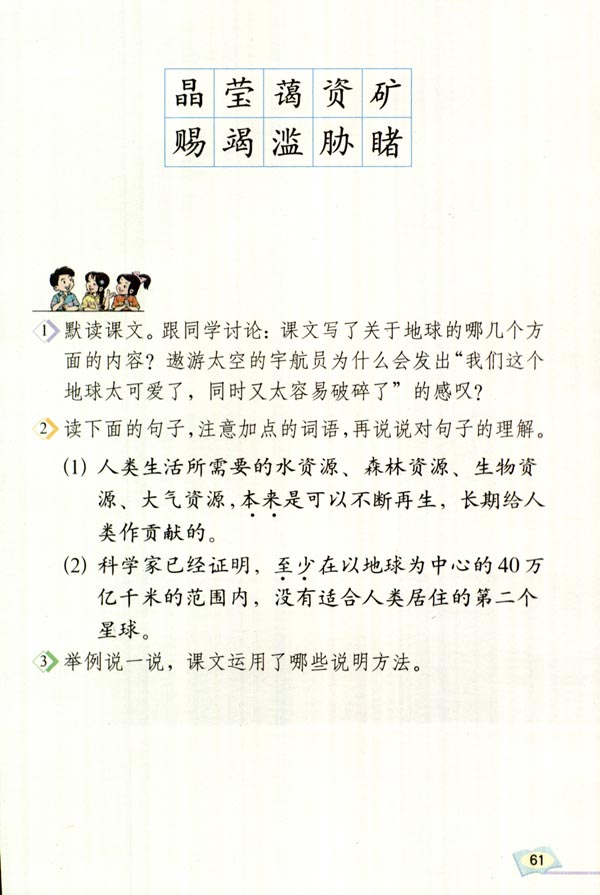 晶莹蔼资矿
赐竭滥胁睹
1 默读课文。跟同学讨论：课文写了关于地球的哪几个方
面的内容？遨游太空的宇航员为什么会发出“我们这个
地球太可爱了，同时又太容易破碎了”的感叹？
2 读下面的句子，注意加点的词语，再说说对句子的理解。
(1) 人类生活所需要的水资源、森林资源、生物资
源、大气资源，本来是可以不断再生，长期给人
类作贡献的。
(2) 科学家已经证明，至少在以地球为中心的40万
亿千米的范围内，没有适合人类居住的第二个
星球。
3 举例说一说，课文运用了哪些说明方法。
61